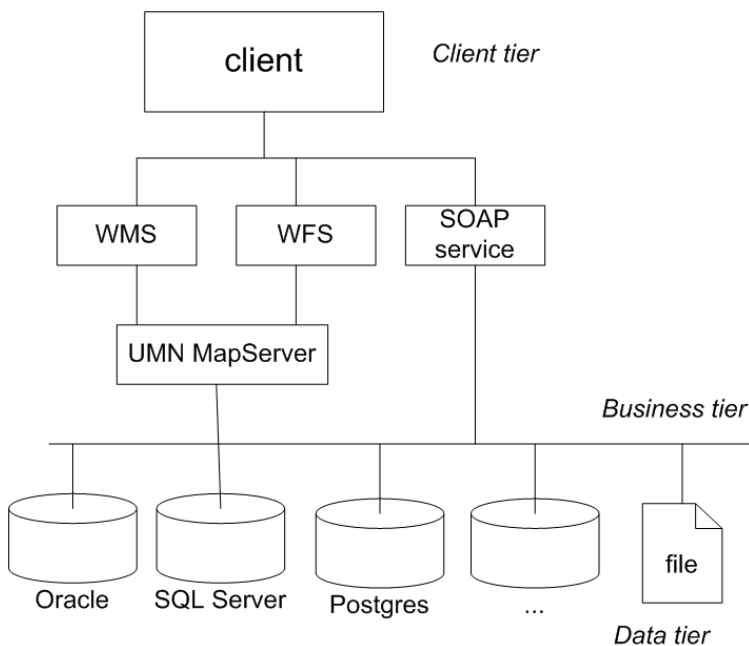 client
Client tier
WMS
WFS
SOAP
service
UMN MapServer
Business tier
Oracle
SQL Server
Postgres
...
file
Data tier